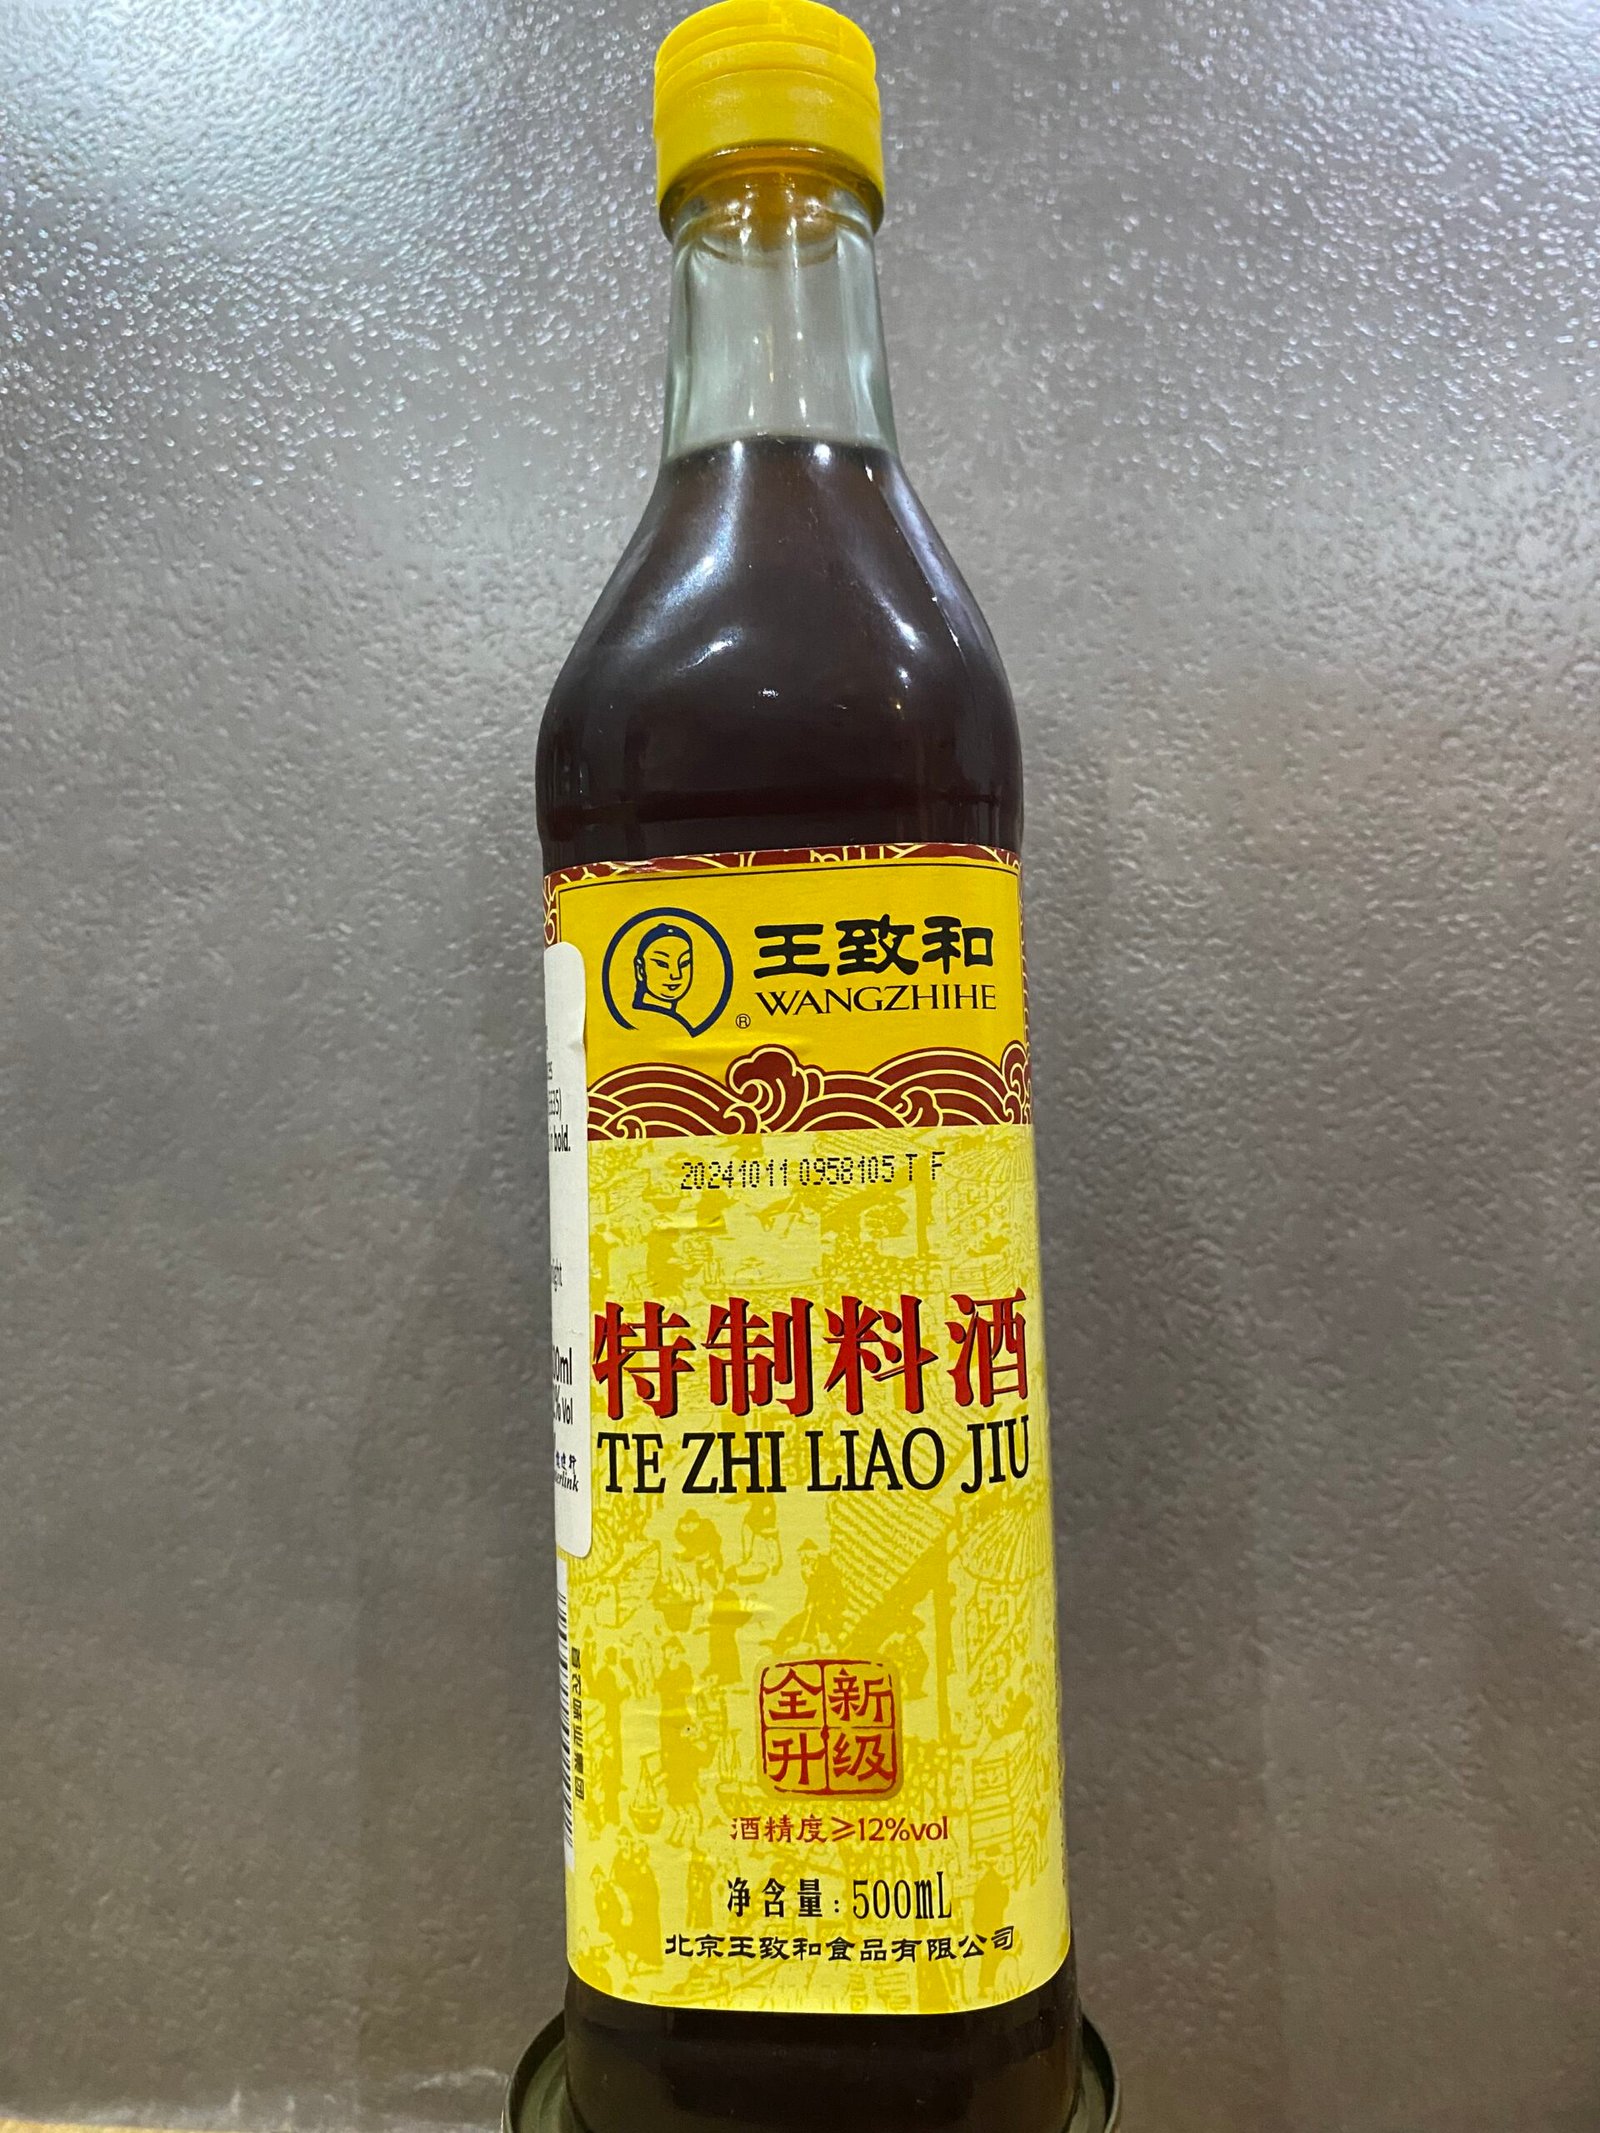 王致和
WANGZHIHE
®
20241011 0958105 T F
特制料酒
TE ZHI LIAO JIU
全新
升级
酒精度≥12%vol
净含量: 500mL
北京王致和食品有限公司
bold.
% Vol